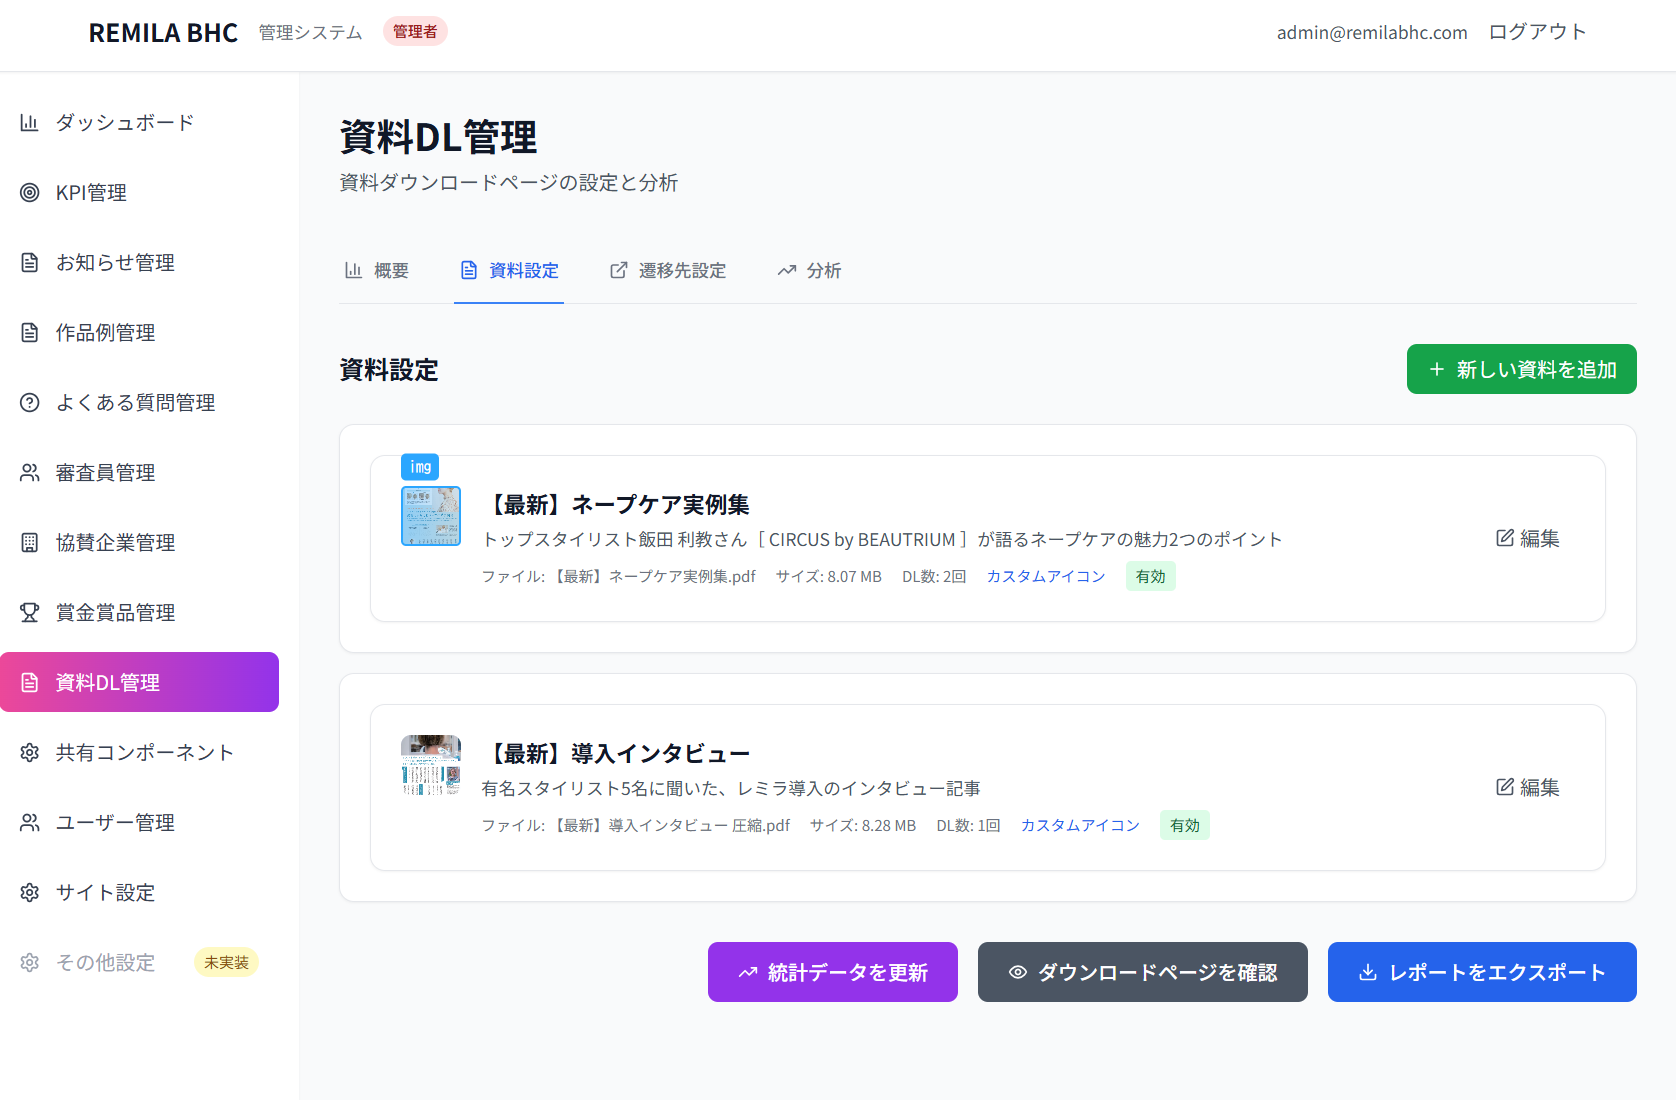 REMILA BHC 管理システム 管理者 admin@remilabhc.com ログアウト
ダッシュボード
KPI管理
お知らせ管理
作品例管理
よくある質問管理
審査員管理
協賛企業管理
賞金賞品管理
資料DL管理
共有コンポーネント
ユーザー管理
サイト設定
その他設定 未実装
資料DL管理
資料ダウンロードページの設定と分析
概要 資料設定 遷移先設定 分析
資料設定
+ 新しい資料を追加
img
【最新】ネープケア実例集
トップスタイリスト飯田 利教さん［ CIRCUS by BEAUTRIUM ］が語るネープケアの魅力2つのポイント
ファイル: 【最新】ネープケア実例集.pdf サイズ: 8.07 MB DL数: 2回 カスタムアイコン 有効
編集
【最新】導入インタビュー
有名スタイリスト5名に聞いた、レミラ導入のインタビュー記事
ファイル: 【最新】導入インタビュー 圧縮.pdf サイズ: 8.28 MB DL数: 1回 カスタムアイコン 有効
編集
統計データを更新 ダウンロードページを確認 レポートをエクスポート